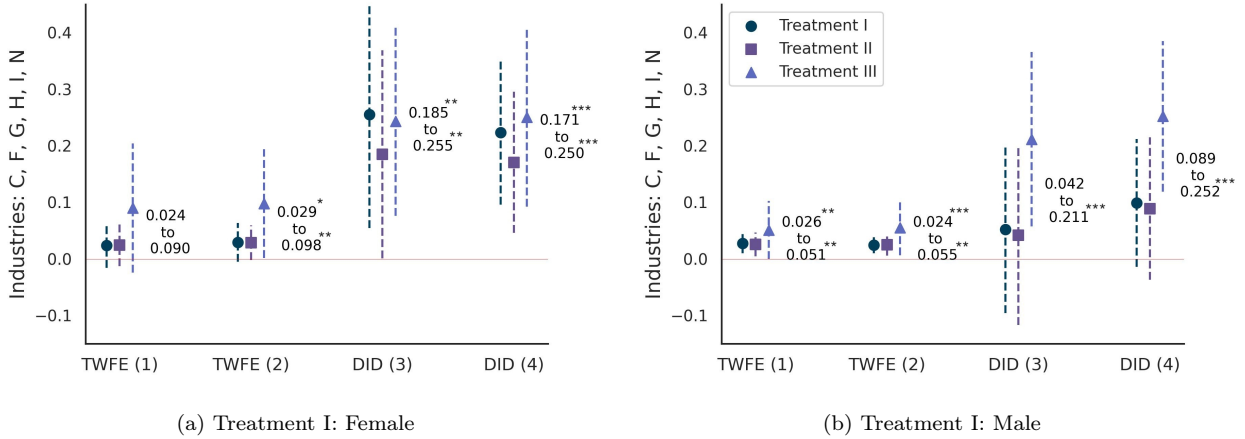 Industries: C, F, G, H, I, N
0.4
0.3
0.2
0.1
0.0
−0.1
0.024
to
0.090
0.029*
to
0.098**
0.185**
to
0.255**
0.171***
to
0.250***
TWFE (1)
TWFE (2)
DID (3)
DID (4)
(a) Treatment I: Female
Industries: C, F, G, H, I, N
0.4
0.3
0.2
0.1
0.0
−0.1
Treatment I
Treatment II
Treatment III
0.026**
to
0.051**
0.024***
to
0.055**
0.042
to
0.211***
0.089
to
0.252***
TWFE (1)
TWFE (2)
DID (3)
DID (4)
(b) Treatment I: Male